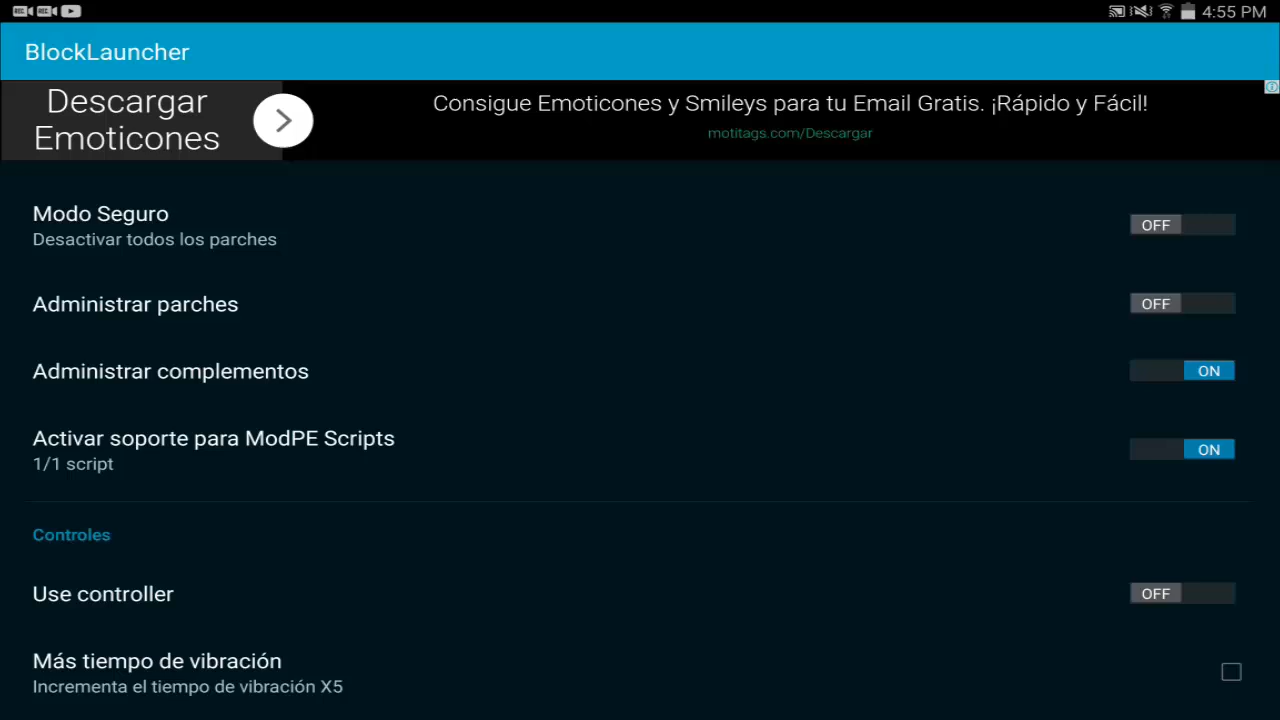 4:55 PM
BlockLauncher
Descargar
Emoticones
Consigue Emoticones y Smileys para tu Email Gratis. ¡Rápido y Fácil!
motitags.com/Descargar
Modo Seguro
OFF
Desactivar todos los parches
Administrar parches
OFF
Administrar complementos
ON
Activar soporte para ModPE Scripts
ON
1/1 script
Controles
Use controller
OFF
Más tiempo de vibración
Incrementa el tiempo de vibración X5